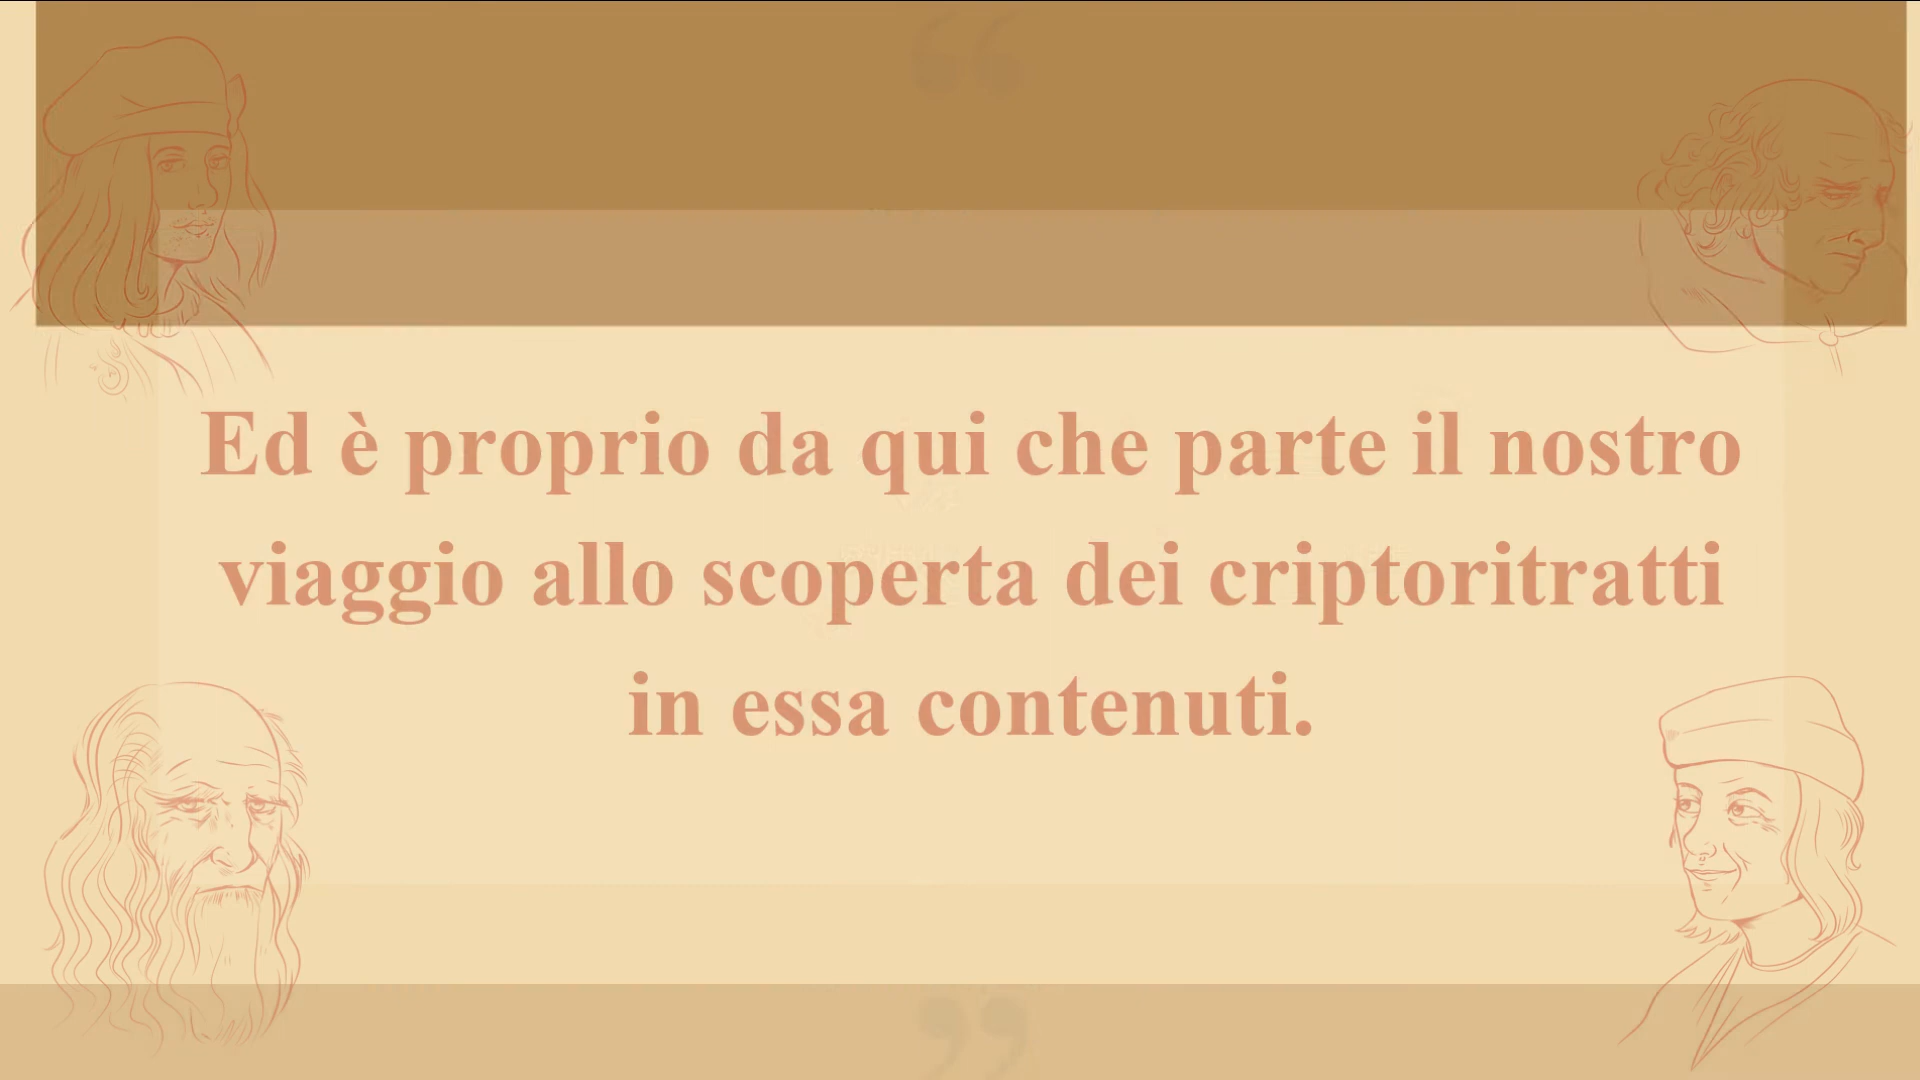 Ed è proprio da qui che parte il nostro
viaggio allo scoperta dei criptoritratti
in essa contenuti.